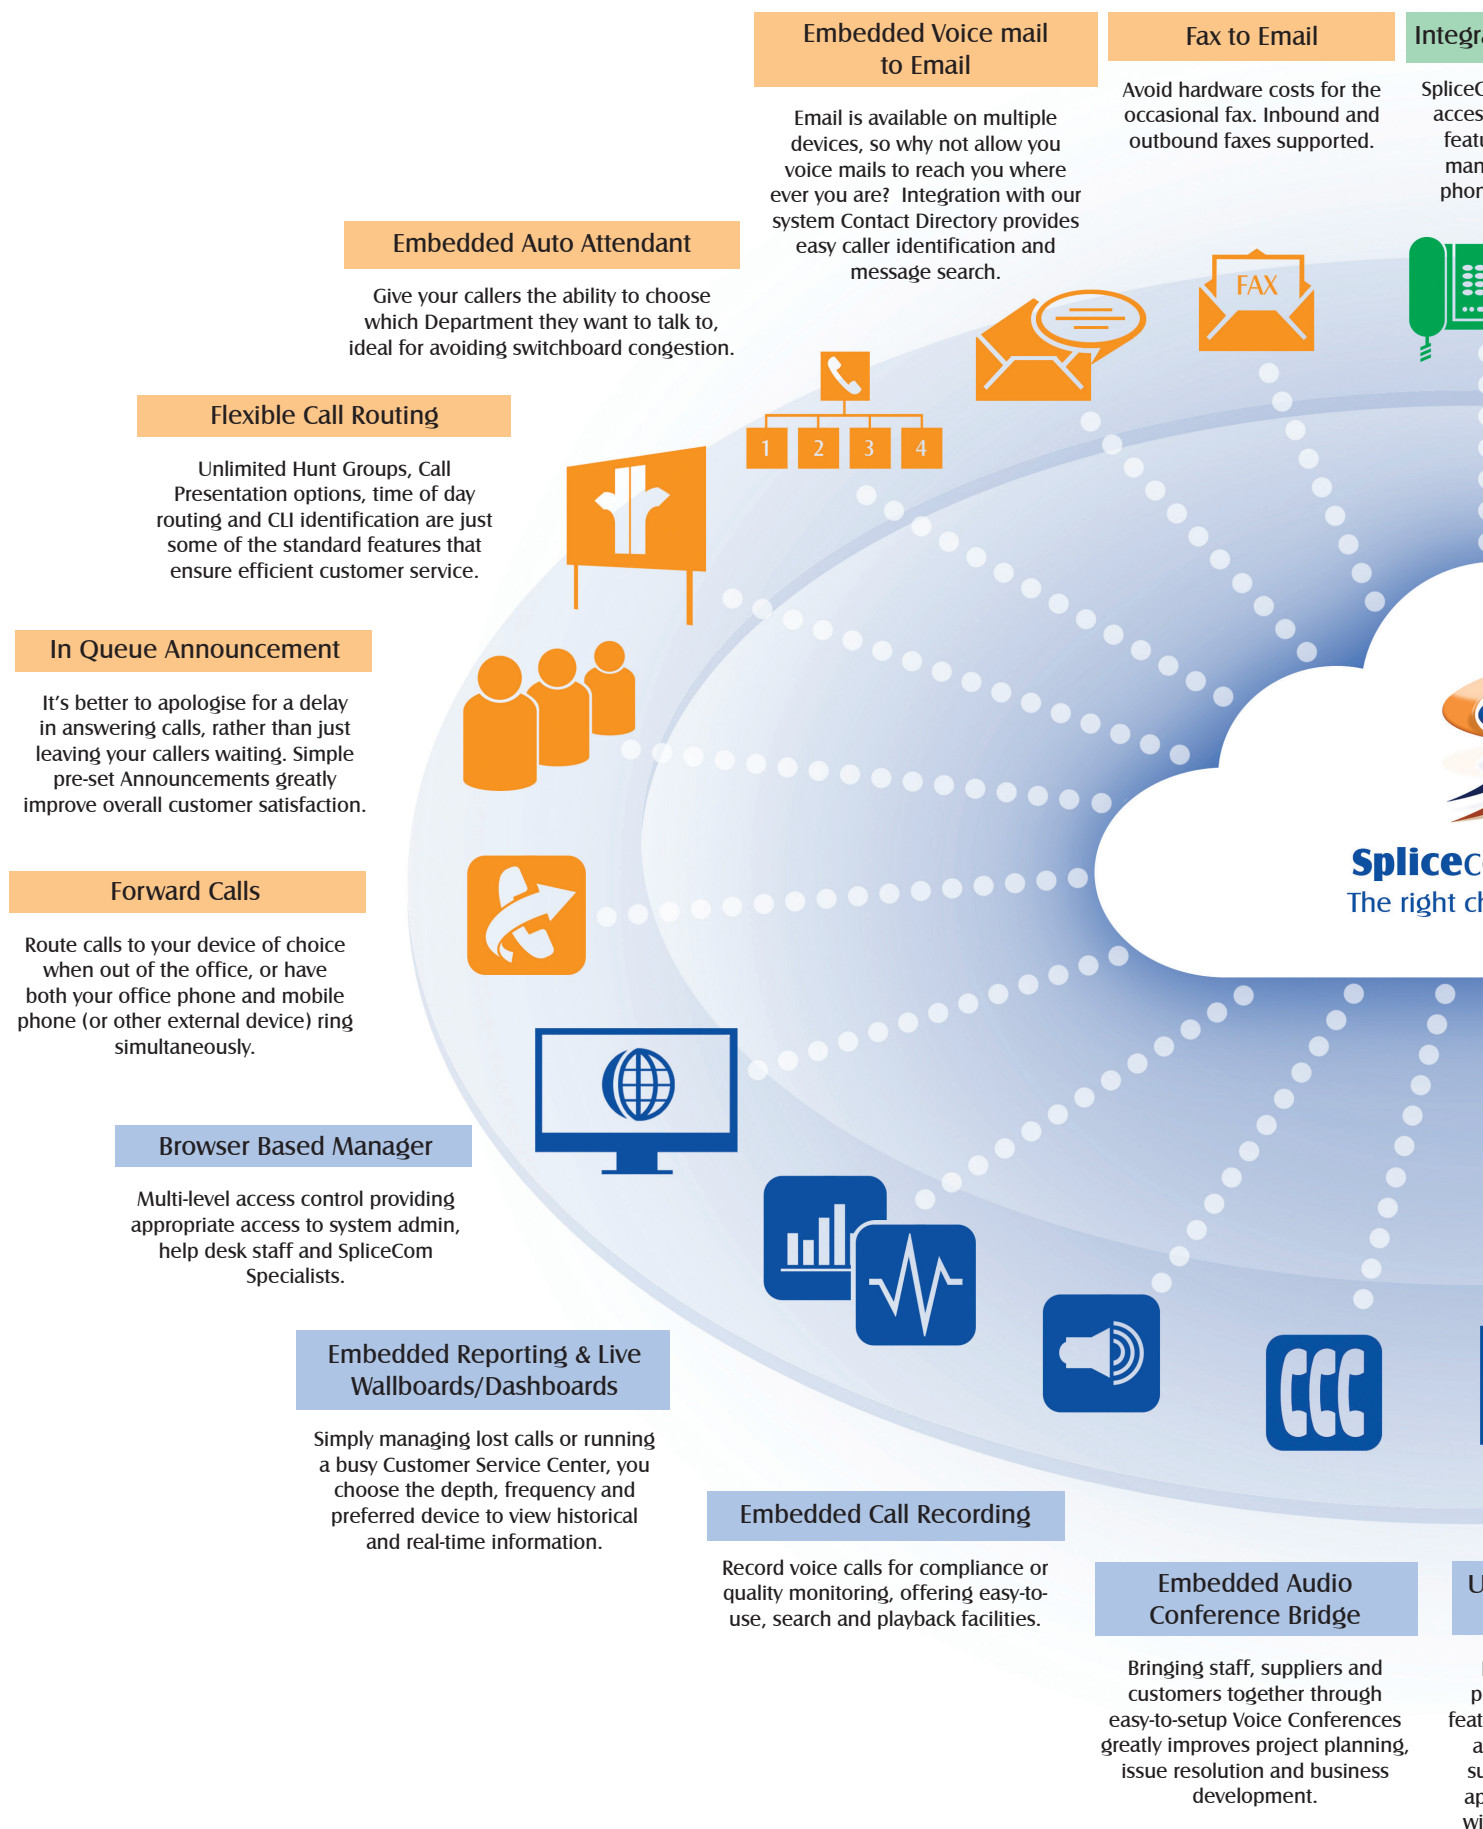 Embedded Voice mail
to Email
Email is available on multiple
devices, so why not allow you
voice mails to reach you where
ever you are? Integration with our
system Contact Directory provides
easy caller identification and
message search.
Fax to Email
Avoid hardware costs for the
occasional fax. Inbound and
outbound faxes supported.
FAX
Embedded Auto Attendant
Give your callers the ability to choose
which Department they want to talk to,
ideal for avoiding switchboard congestion.
1 2 3 4
Flexible Call Routing
Unlimited Hunt Groups, Call
Presentation options, time of day
routing and CLI identification are just
some of the standard features that
ensure efficient customer service.
In Queue Announcement
It's better to apologise for a delay
in answering calls, rather than just
leaving your callers waiting. Simple
pre-set Announcements greatly
improve overall customer satisfaction.
Forward Calls
Route calls to your device of choice
when out of the office, or have
both your office phone and mobile
phone (or other external device) ring
simultaneously.
The right
Browser Based Manager
Multi-level access control providing
appropriate access to system admin,
help desk staff and SpliceCom
Specialists.
Embedded Reporting & Live
Wallboards/Dashboards
Simply managing lost calls or running
a busy Customer Service Center, you
choose the depth, frequency and
preferred device to view historical
and real-time information.
Embedded Call Recording
Record voice calls for compliance or
quality monitoring, offering easy-to-
use, search and playback facilities.
Embedded Audio
Conference Bridge
Bringing staff, suppliers and
customers together through
easy-to-setup Voice Conferences
greatly improves project planning,
issue resolution and business
development.